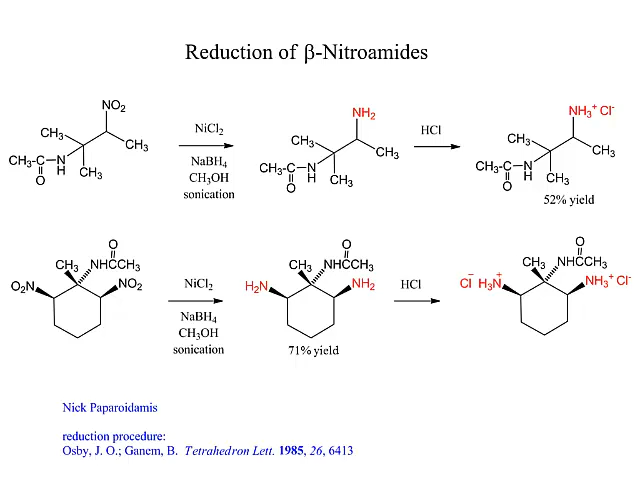 Reduction of β-Nitroamides
NO₂
CH₃
CH₃
CH₃-C-N
H
O
CH₃
NiCl₂
NaBH₄
CH₃OH
sonication
NH₂
CH₃
CH₃
CH₃-C-N
H
O
CH₃
HCl
NH₃⁺ Cl⁻
CH₃
CH₃
CH₃-C-N
H
O
CH₃
52% yield
O
CH₃ NHCCH₃
O₂N NO₂
NiCl₂
NaBH₄
CH₃OH
sonication
O
CH₃ NHCCH₃
H₂N NH₂
71% yield
HCl
O
CH₃ NHCCH₃
Cl⁻ H₃N⁺ NH₃⁺ Cl⁻
Nick Paparoidamis
reduction procedure:
Osby, J. O.; Ganem, B. Tetrahedron Lett. 1985, 26, 6413